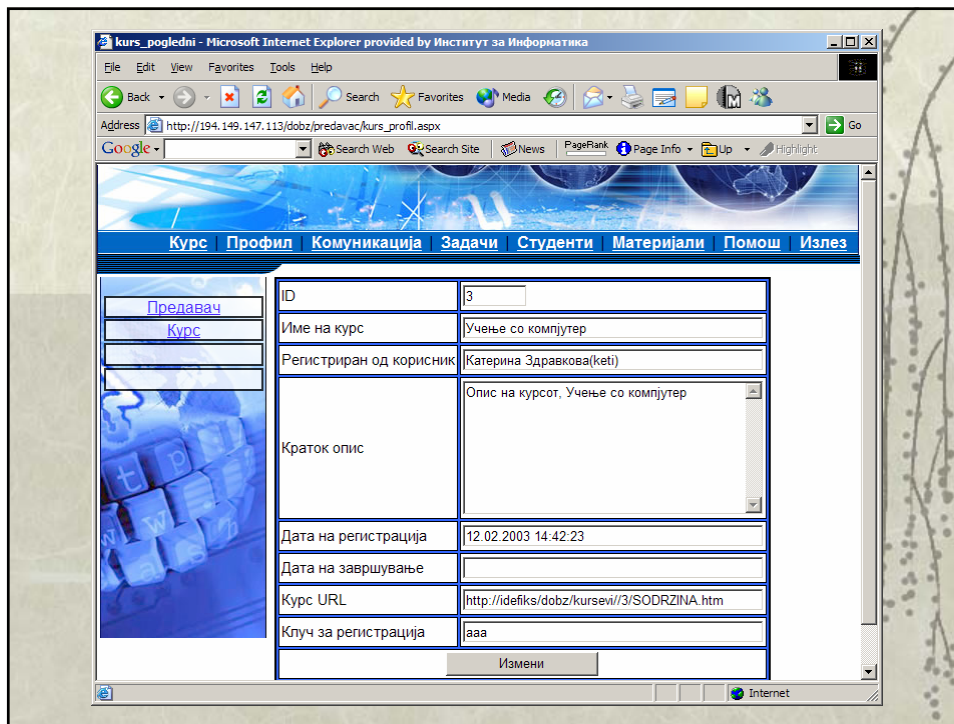 kurs_pogledni - Microsoft Internet Explorer provided by Институт за Информатика
File Edit View Favorites Tools Help
Back Search Favorites Media
Address http://194.149.147.113/dobz/predavac/kurs_profil.aspx Go
Google Search Web Search Site News PageRank Page Info Up Highlight
Курс | Профил | Комуникација | Задачи | Студенти | Материјали | Помош | Излез
Предавач
Курс
ID 3
Име на курс Учење со компјутер
Регистриран од корисник Катерина Здравкова(keti)
Краток опис Опис на курсот, Учење со компјутер
Дата на регистрација 12.02.2003 14:42:23
Дата на завршување
Курс URL http://idefiks/dobz/kursevi//3/SODRZINA.htm
Клуч за регистрација ааа
Измени
Internet